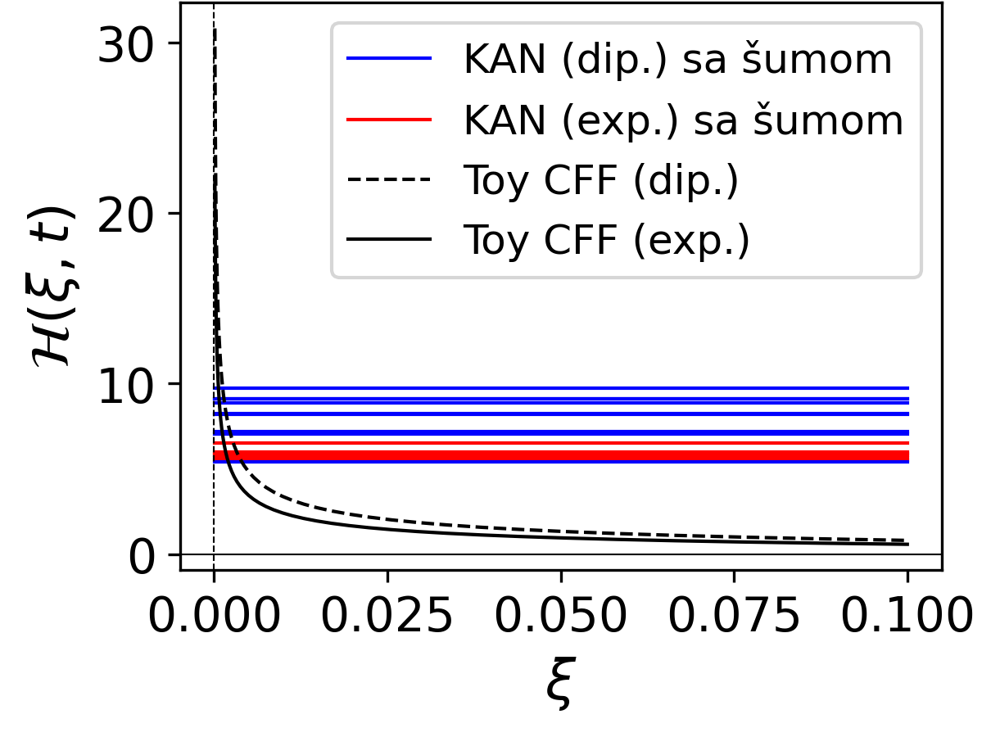 30
20
10
0
ℋ(ξ, t)
KAN (dip.) sa šumom
KAN (exp.) sa šumom
Toy CFF (dip.)
Toy CFF (exp.)
0.000 0.025 0.050 0.075 0.100
ξ